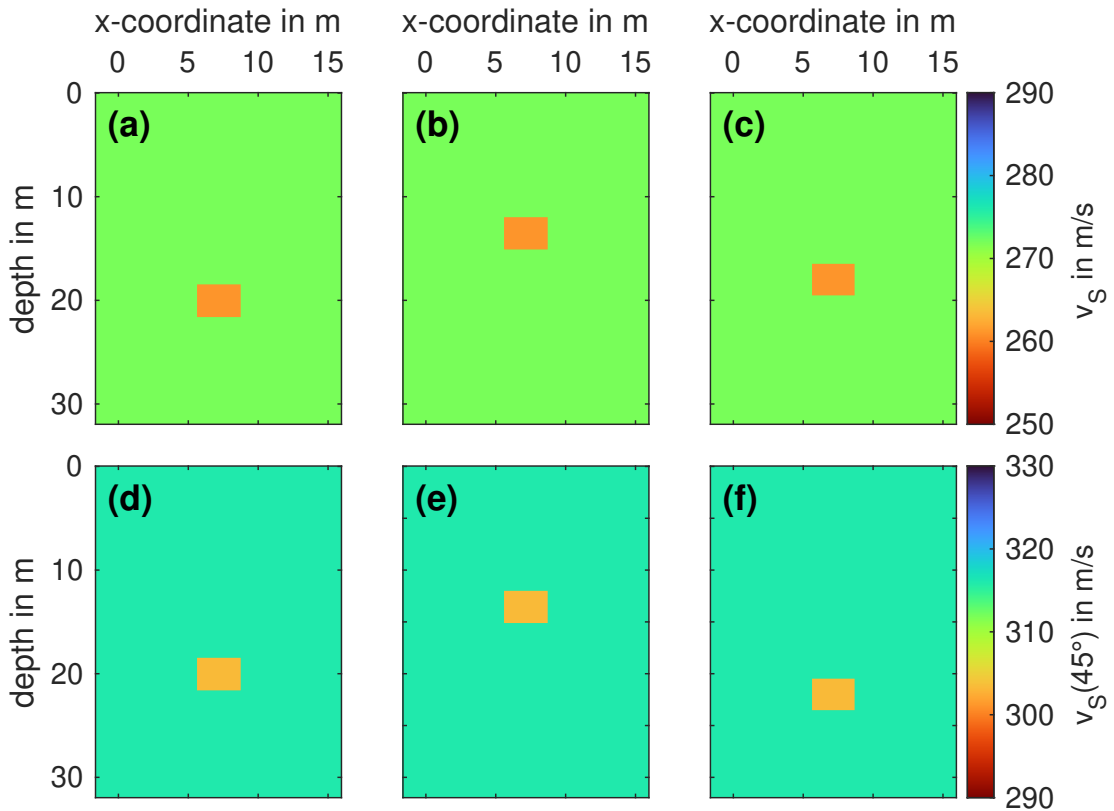 x-coordinate in m x-coordinate in m x-coordinate in m
0 5 10 15 0 5 10 15 0 5 10 15
0 290
(a) (b) (c)
280
10
depth in m 270 v_S in m/s
20
260
30
250
0 330
(d) (e) (f)
320
10
depth in m 310 v_S(45°) in m/s
20
300
30
290